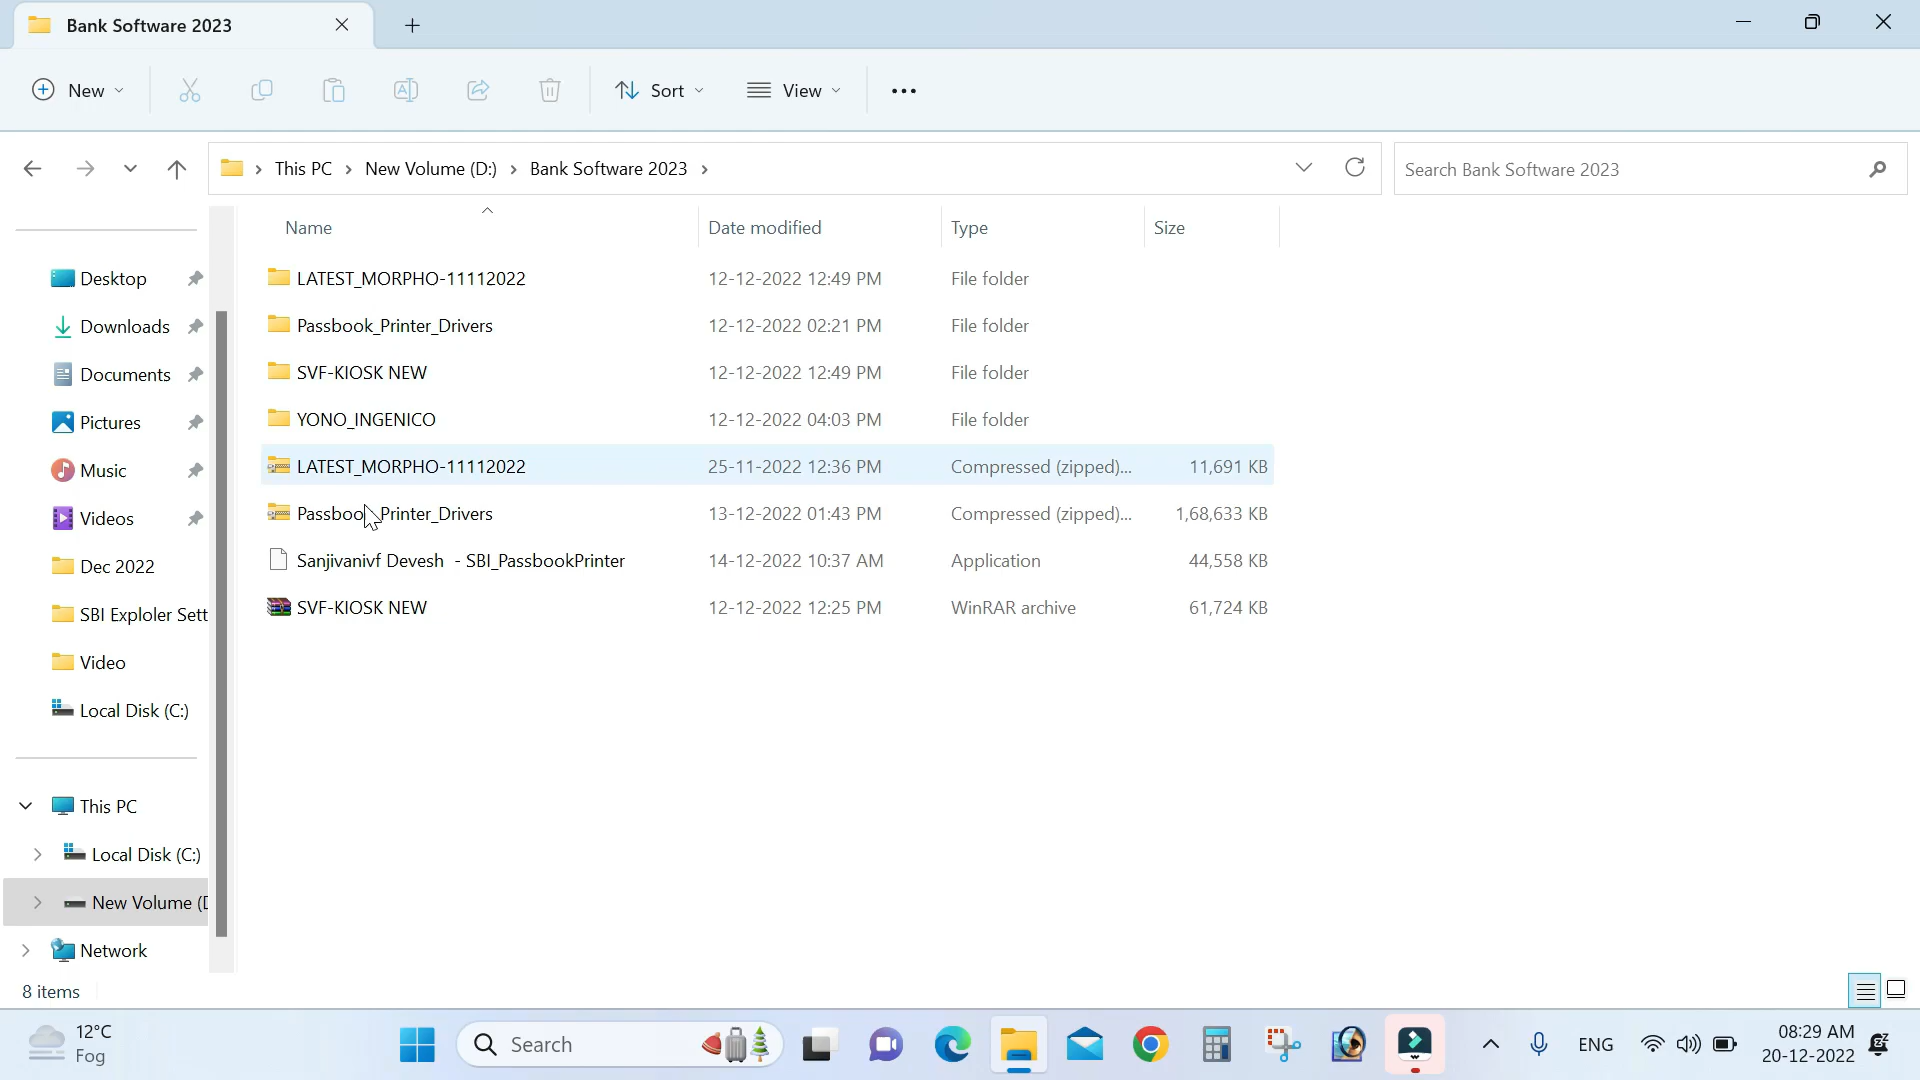 Bank Software 2023
New
Sort
View
This PC
New Volume (D:)
Bank Software 2023
Search Bank Software 2023
Name Date modified Type Size
LATEST_MORPHO-11112022 12-12-2022 12:49 PM File folder
Passbook_Printer_Drivers 12-12-2022 02:21 PM File folder
SVF-KIOSK NEW 12-12-2022 12:49 PM File folder
YONO_INGENICO 12-12-2022 04:03 PM File folder
LATEST_MORPHO-11112022 25-11-2022 12:36 PM Compressed (zipped)... 11,691 KB
Passbook_Printer_Drivers 13-12-2022 01:43 PM Compressed (zipped)... 1,68,633 KB
Sanjivanivf Devesh - SBI_PassbookPrinter 14-12-2022 10:37 AM Application 44,558 KB
SVF-KIOSK NEW 12-12-2022 12:25 PM WinRAR archive 61,724 KB
Desktop
Downloads
Documents
Pictures
Music
Videos
Dec 2022
SBI Exploler Sett
Video
Local Disk (C:)
This PC
Local Disk (C:)
New Volume (D
Network
8 items
12°C
Fog
Search
ENG
08:29 AM
20-12-2022